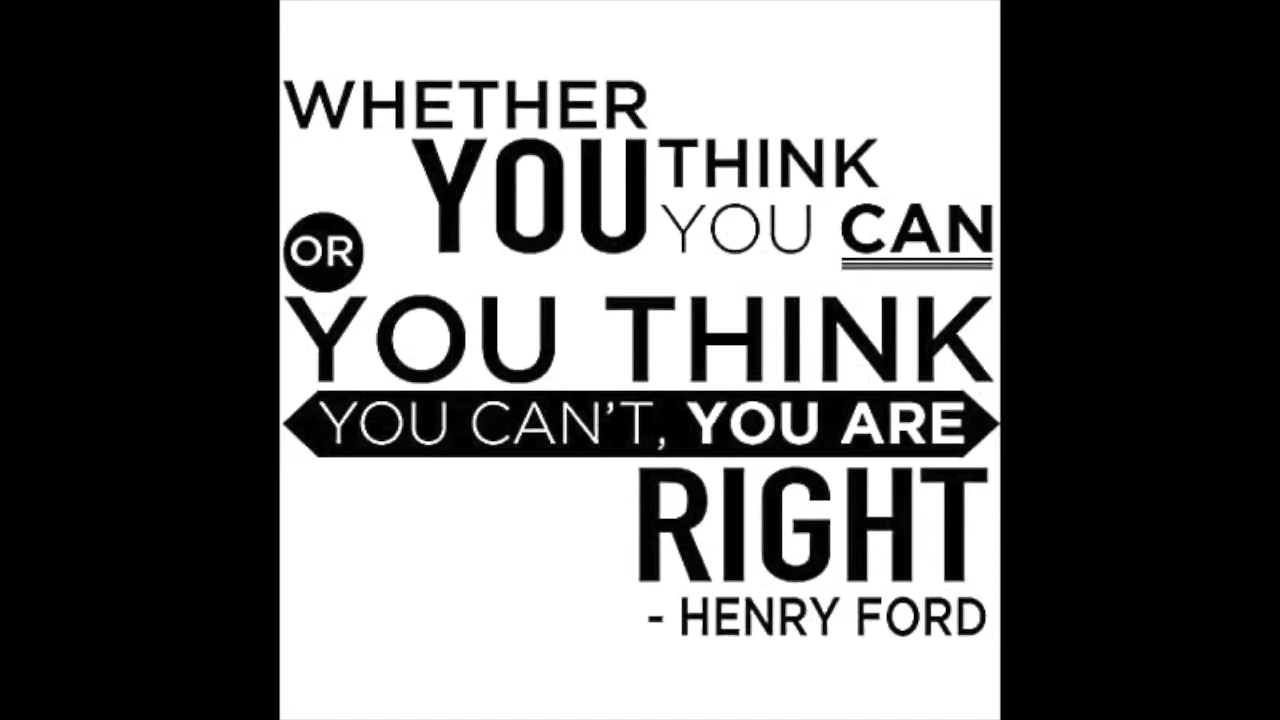 WHETHER
YOU THINK
YOU CAN
OR
YOU THINK
YOU CAN'T, YOU ARE
RIGHT
- HENRY FORD